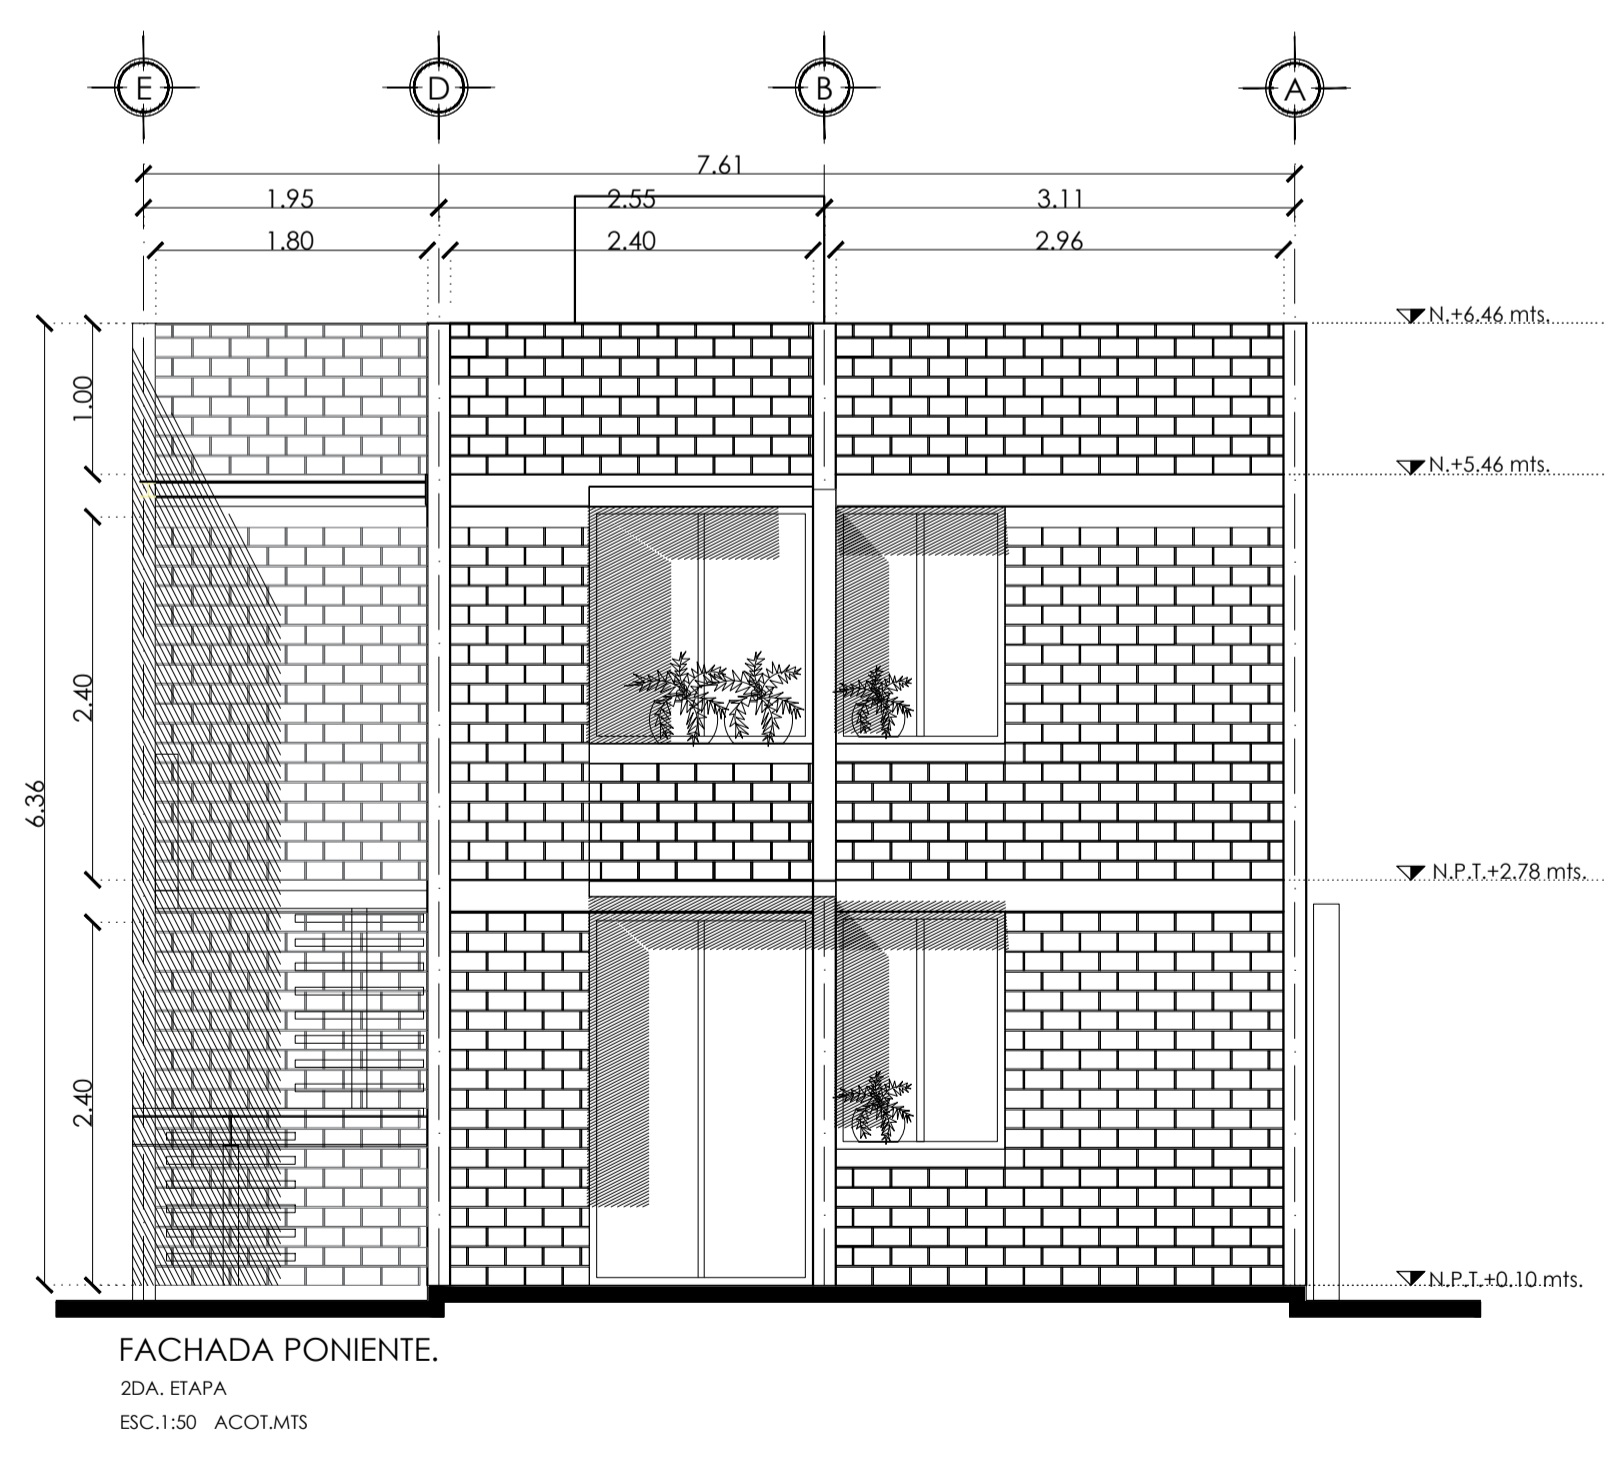 E D B A
7.61
1.95 2.55 3.11
1.80 2.40 2.96
N.+6.46 mts.
1.00
N.+5.46 mts.
2.40
6.36
N.P.T.+2.78 mts.
2.40
N.P.T.+0.10 mts.
FACHADA PONIENTE.
2DA. ETAPA
ESC.1:50 ACOT.MTS